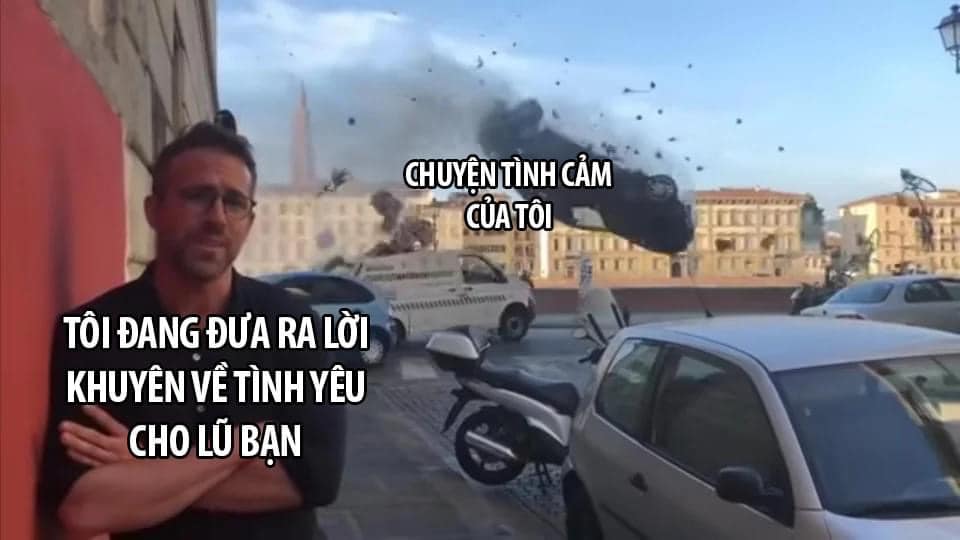 CHUYỆN TÌNH CẢM
CỦA TÔI
TÔI ĐANG ĐƯA RA LỜI
KHUYÊN VỀ TÌNH YÊU
CHO LŨ BẠN